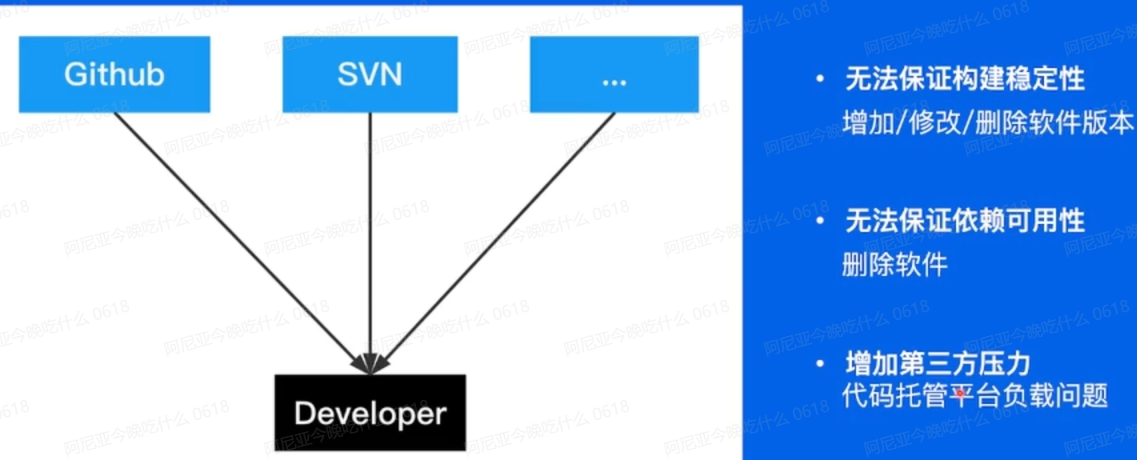 Github
SVN
...
Developer
• 无法保证构建稳定性
增加/修改/删除软件版本
• 无法保证依赖可用性
删除软件
• 增加第三方压力
代码托管平台负载问题
阿尼亚今晚吃什么 0618